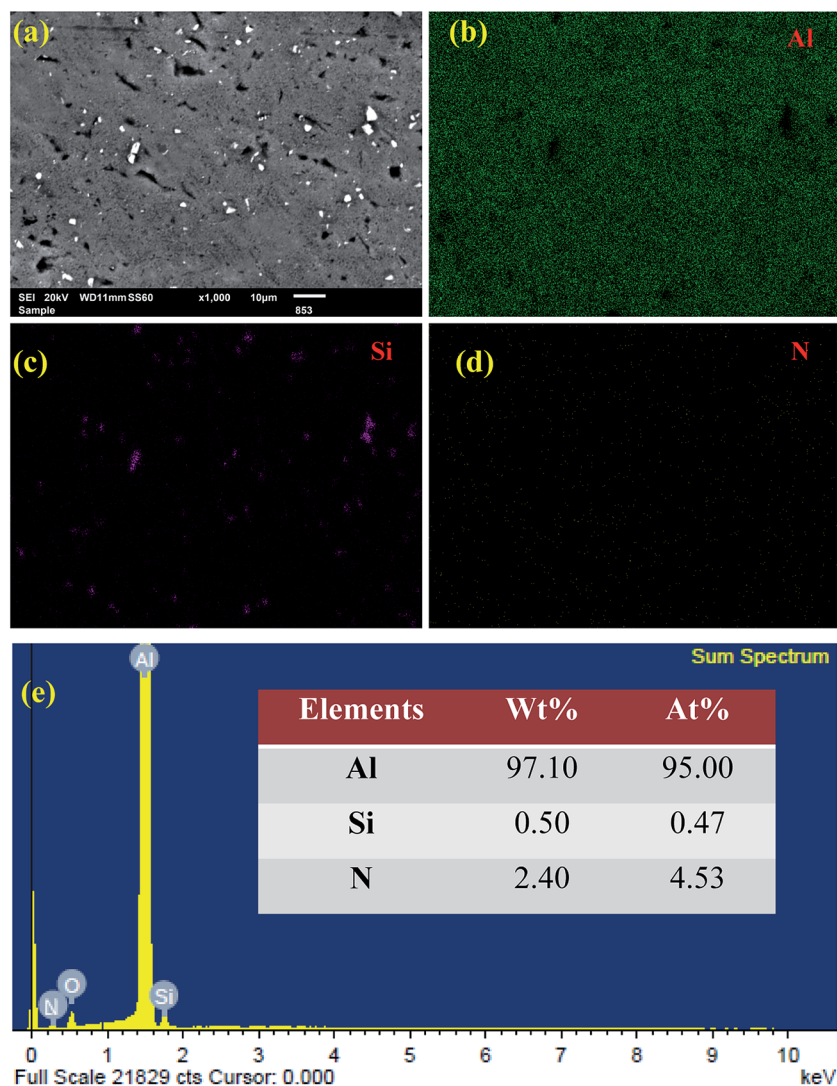 (a)
SEI 20kV WD11mm SS60 x1,000 10μm
Sample 853
(b) Al
(c) Si
(d) N
(e) Sum Spectrum
Al
Elements Wt% At%
Al 97.10 95.00
Si 0.50 0.47
N 2.40 4.53
N O Si
0 1 2 3 4 5 6 7 8 9 10
Full Scale 21829 cts Cursor: 0.000 keV